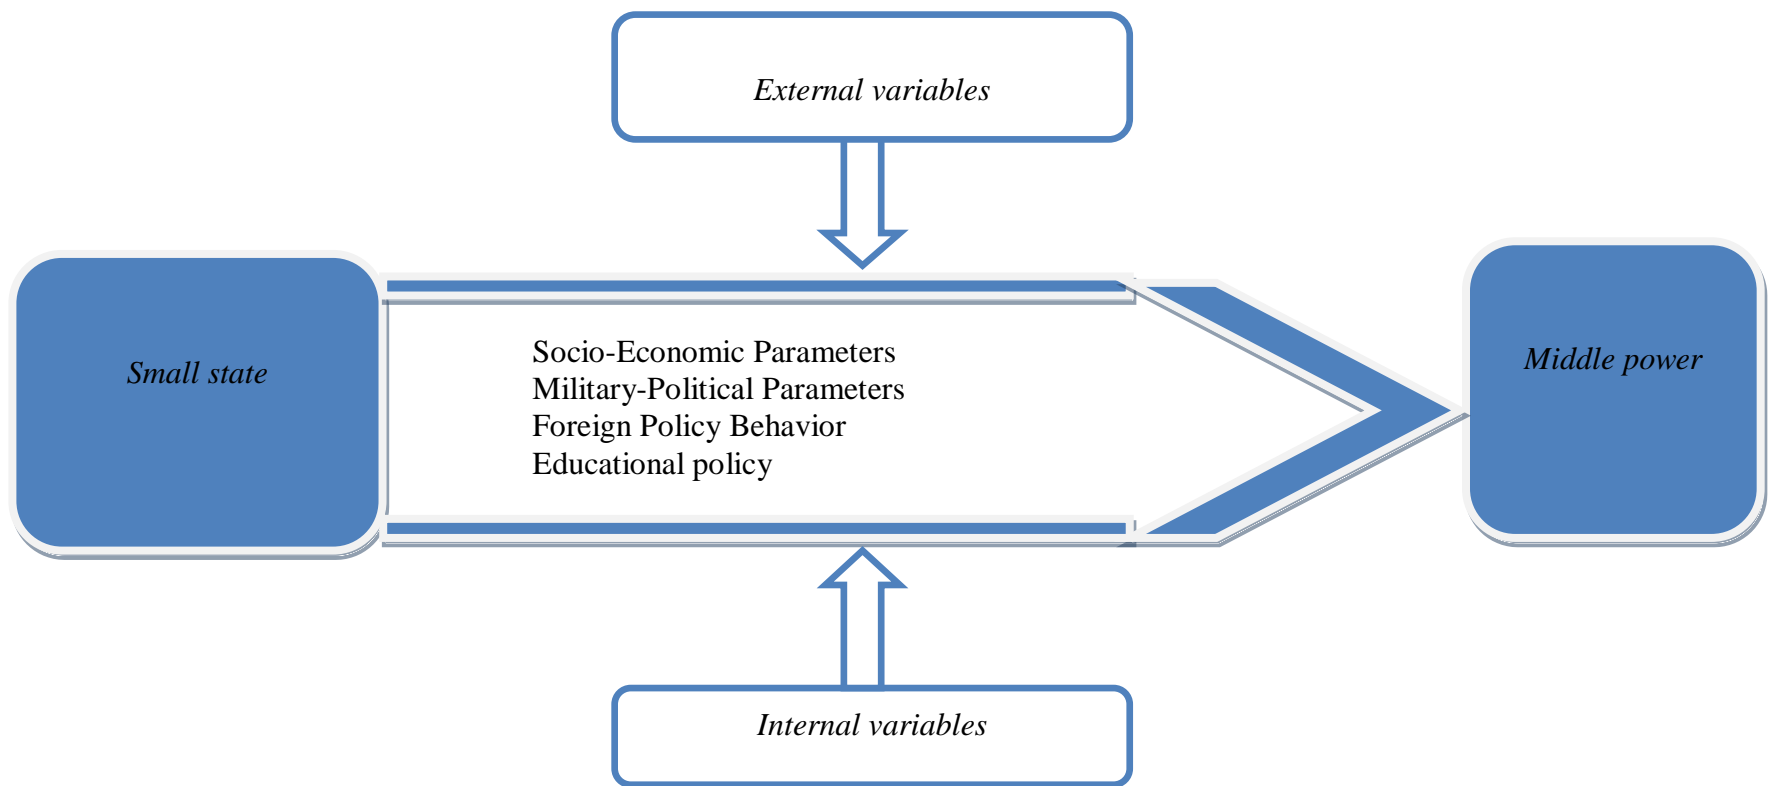 External variables
Small state
Socio-Economic Parameters
Military-Political Parameters
Foreign Policy Behavior
Educational policy
Middle power
Internal variables